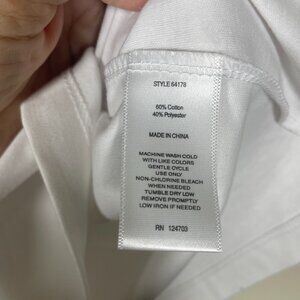 STYLE 64178
60% Cotton
40% Polyester
MADE IN CHINA
MACHINE WASH COLD
WITH LIKE COLORS
GENTLE CYCLE
USE ONLY
NON-CHLORINE BLEACH
WHEN NEEDED
TUMBLE DRY LOW
REMOVE PROMPTLY
LOW IRON IF NEEDED
RN 124703